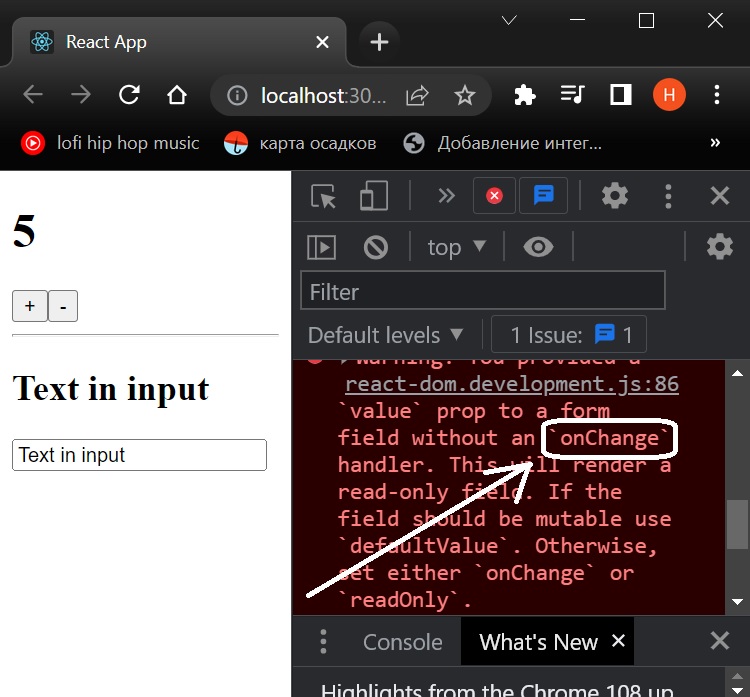 React App
localhost:30...
H
lofi hip hop music
карта осадков
Добавление интег...
»
5
+ -
Text in input
Text in input
top
Filter
Default levels
1 Issue: 1
Warning: You provided a
react-dom.development.js:86
`value` prop to a form
field without an `onChange`
handler. This will render a
read-only field. If the
field should be mutable use
`defaultValue`. Otherwise,
set either `onChange` or
`readOnly`.
Console
What's New
Highlights from the Chrome 108 up